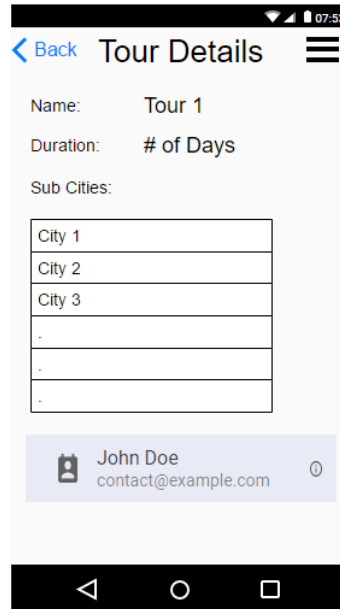 07:53
Back Tour Details
Name: Tour 1
Duration: # of Days
Sub Cities:
City 1
City 2
City 3
.
.
.
John Doe
contact@example.com